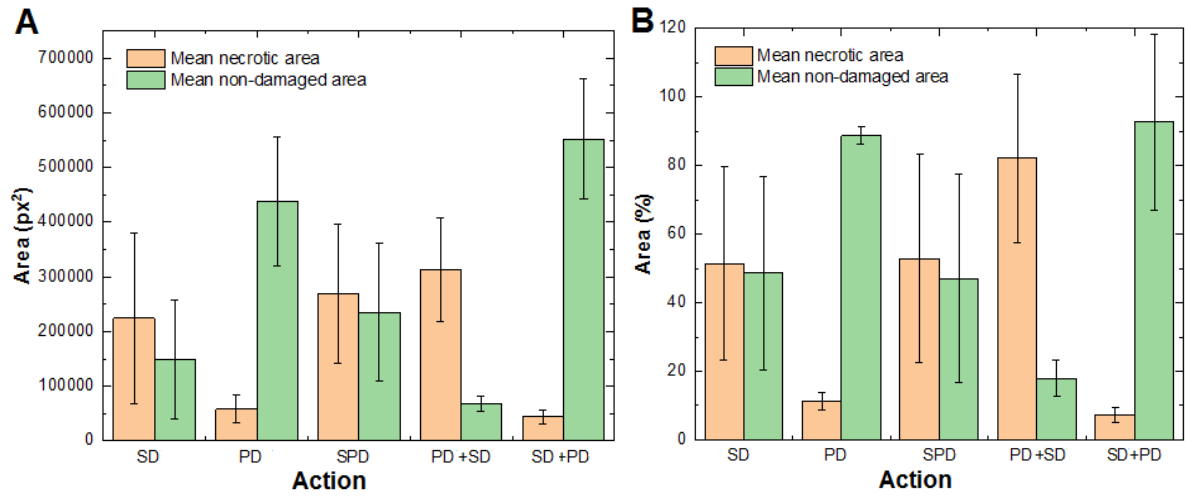 A
Mean necrotic area
Mean non-damaged area
700000
600000
500000
400000
300000
200000
100000
0
Area (px²)
SD PD SPD PD +SD SD +PD
Action
B
Mean necrotic area
Mean non-damaged area
120
100
80
60
40
20
0
Area (%)
SD PD SPD PD +SD SD+PD
Action